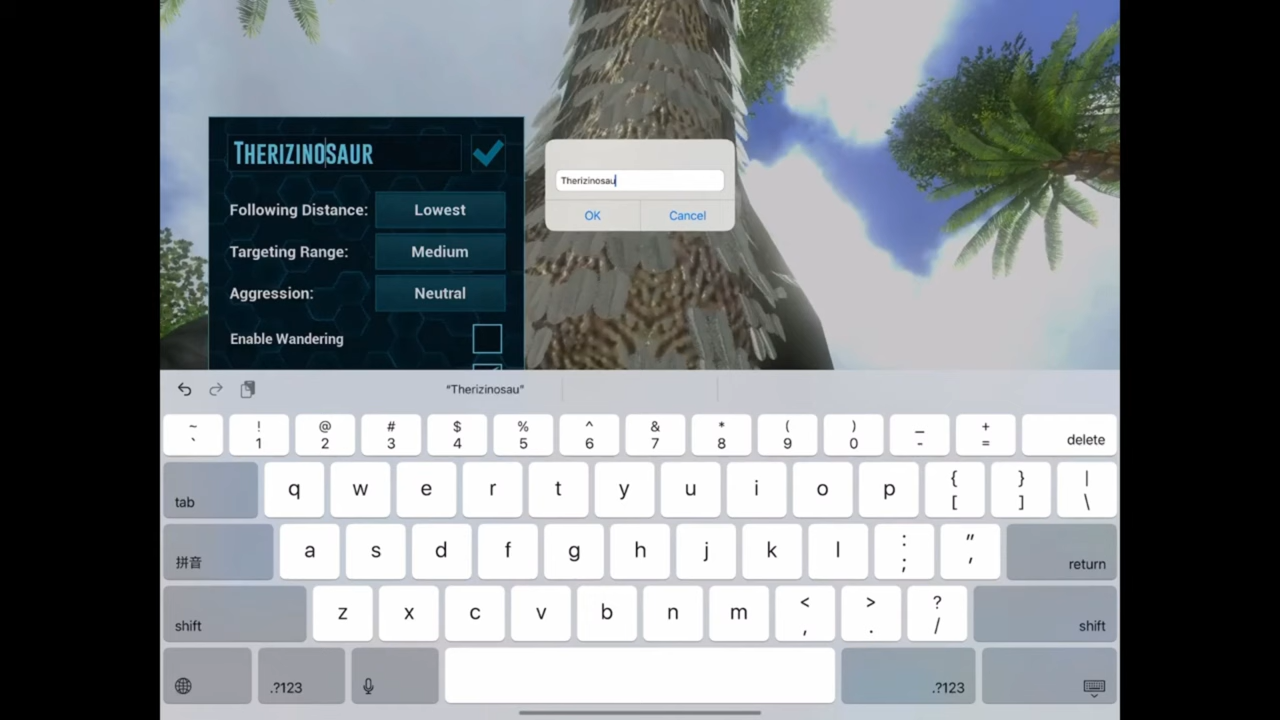 THERIZINOSAUR
Therizinosau
OK Cancel
Following Distance: Lowest
Targeting Range: Medium
Aggression: Neutral
Enable Wandering
"Therizinosau"
~ ! @ # $ % ^ & * ( ) _ +
` 1 2 3 4 5 6 7 8 9 0 - = delete
tab q w e r t y u i o p { [ } ] | \
拼音 a s d f g h j k l : ; " ' return
shift z x c v b n m < , > . ? / shift
.?123 .?123